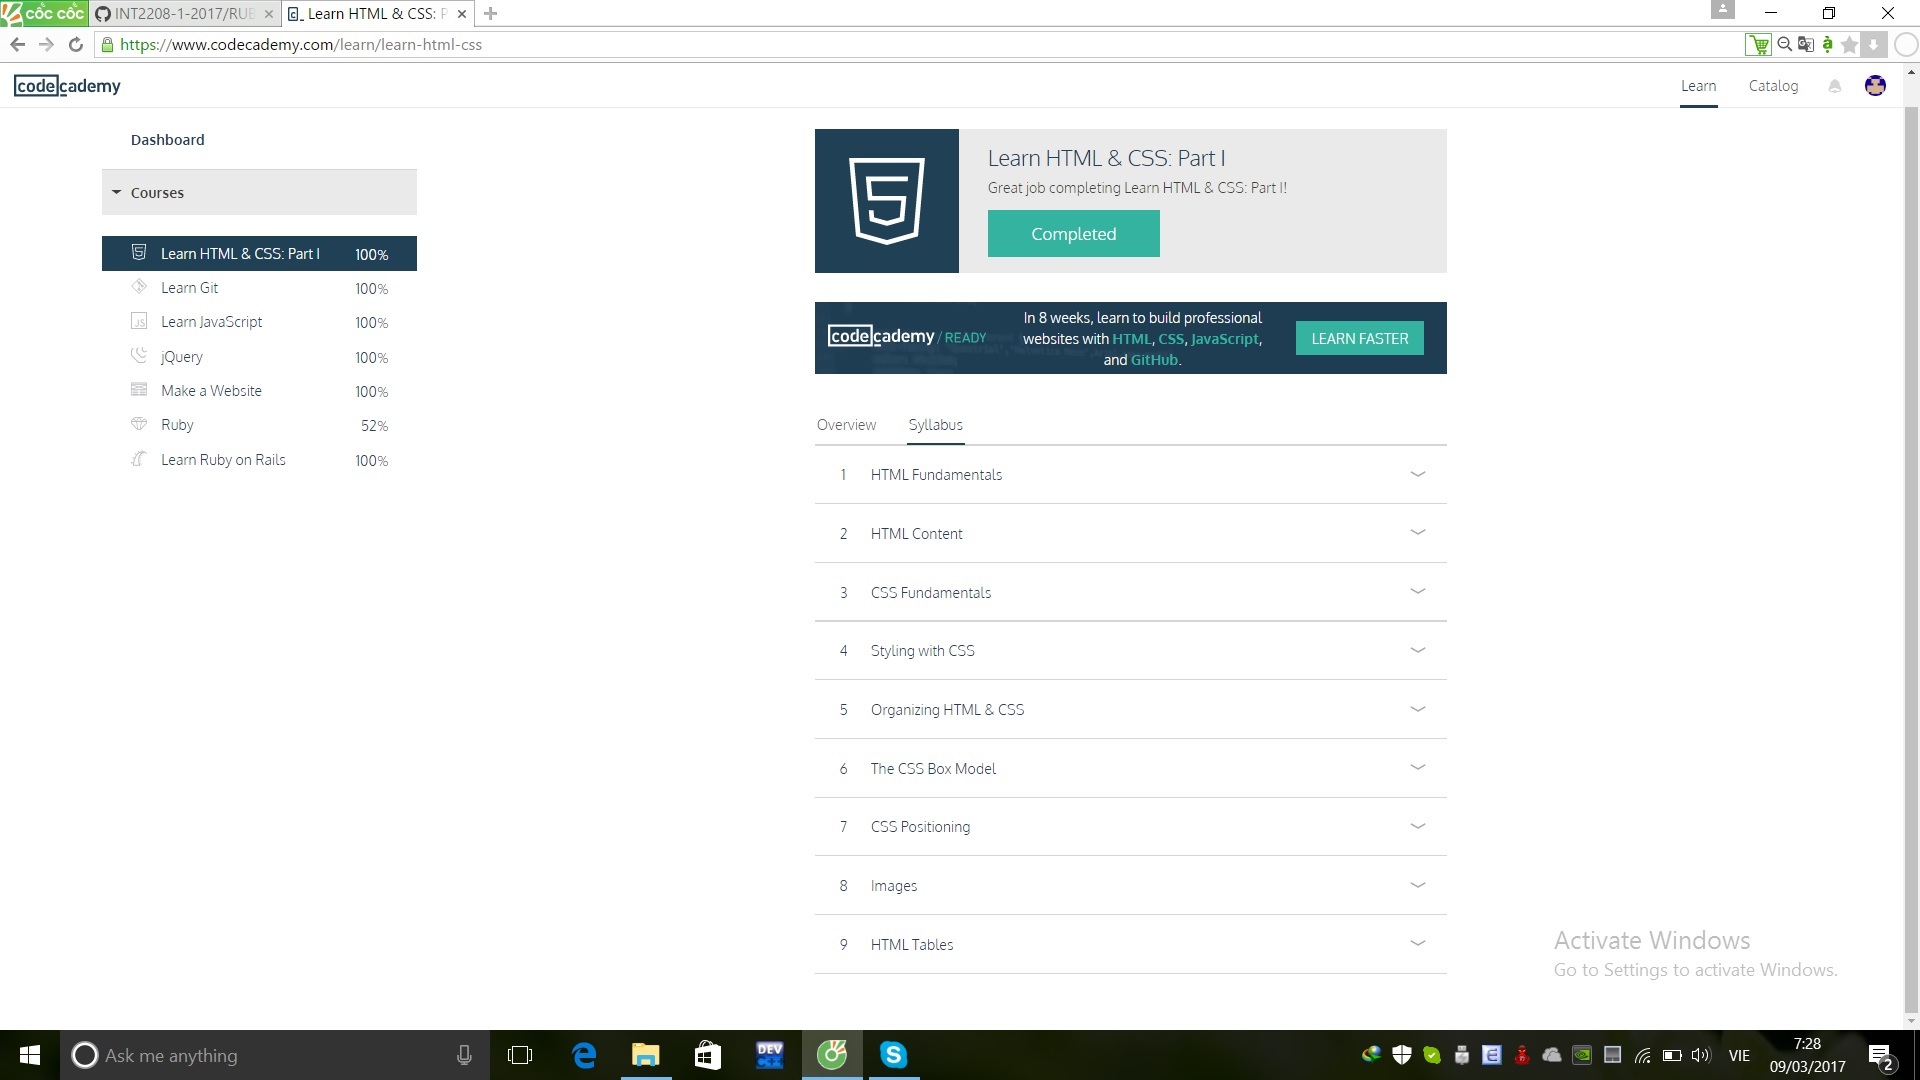 cốc cốc
INT2208-1-2017/RUB
Learn HTML & CSS: P
https://www.codecademy.com/learn/learn-html-css
codecademy
Learn
Catalog
Dashboard
Courses
Learn HTML & CSS: Part I 100%
Learn Git 100%
Learn JavaScript 100%
jQuery 100%
Make a Website 100%
Ruby 52%
Learn Ruby on Rails 100%
Learn HTML & CSS: Part I
Great job completing Learn HTML & CSS: Part I!
Completed
codecademy / READY
In 8 weeks, learn to build professional
websites with HTML, CSS, JavaScript,
and GitHub.
LEARN FASTER
Overview
Syllabus
1 HTML Fundamentals
2 HTML Content
3 CSS Fundamentals
4 Styling with CSS
5 Organizing HTML & CSS
6 The CSS Box Model
7 CSS Positioning
8 Images
9 HTML Tables
Activate Windows
Go to Settings to activate Windows.
Ask me anything
DEV
VIE
7:28
09/03/2017
2